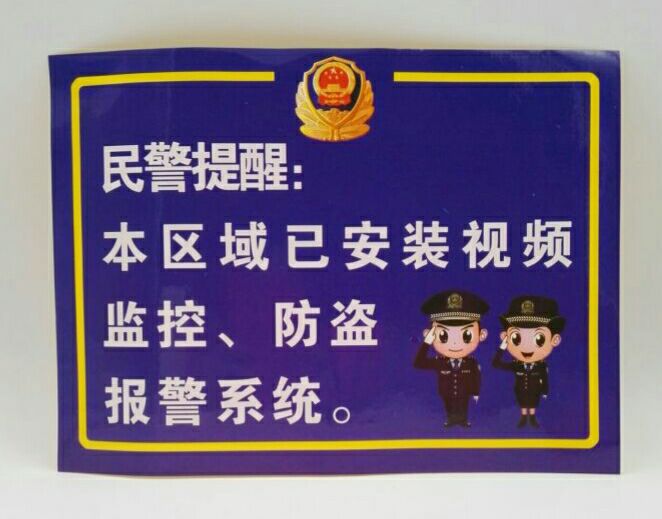 民警提醒:
本区域已安装视频
监控、防盗
报警系统。